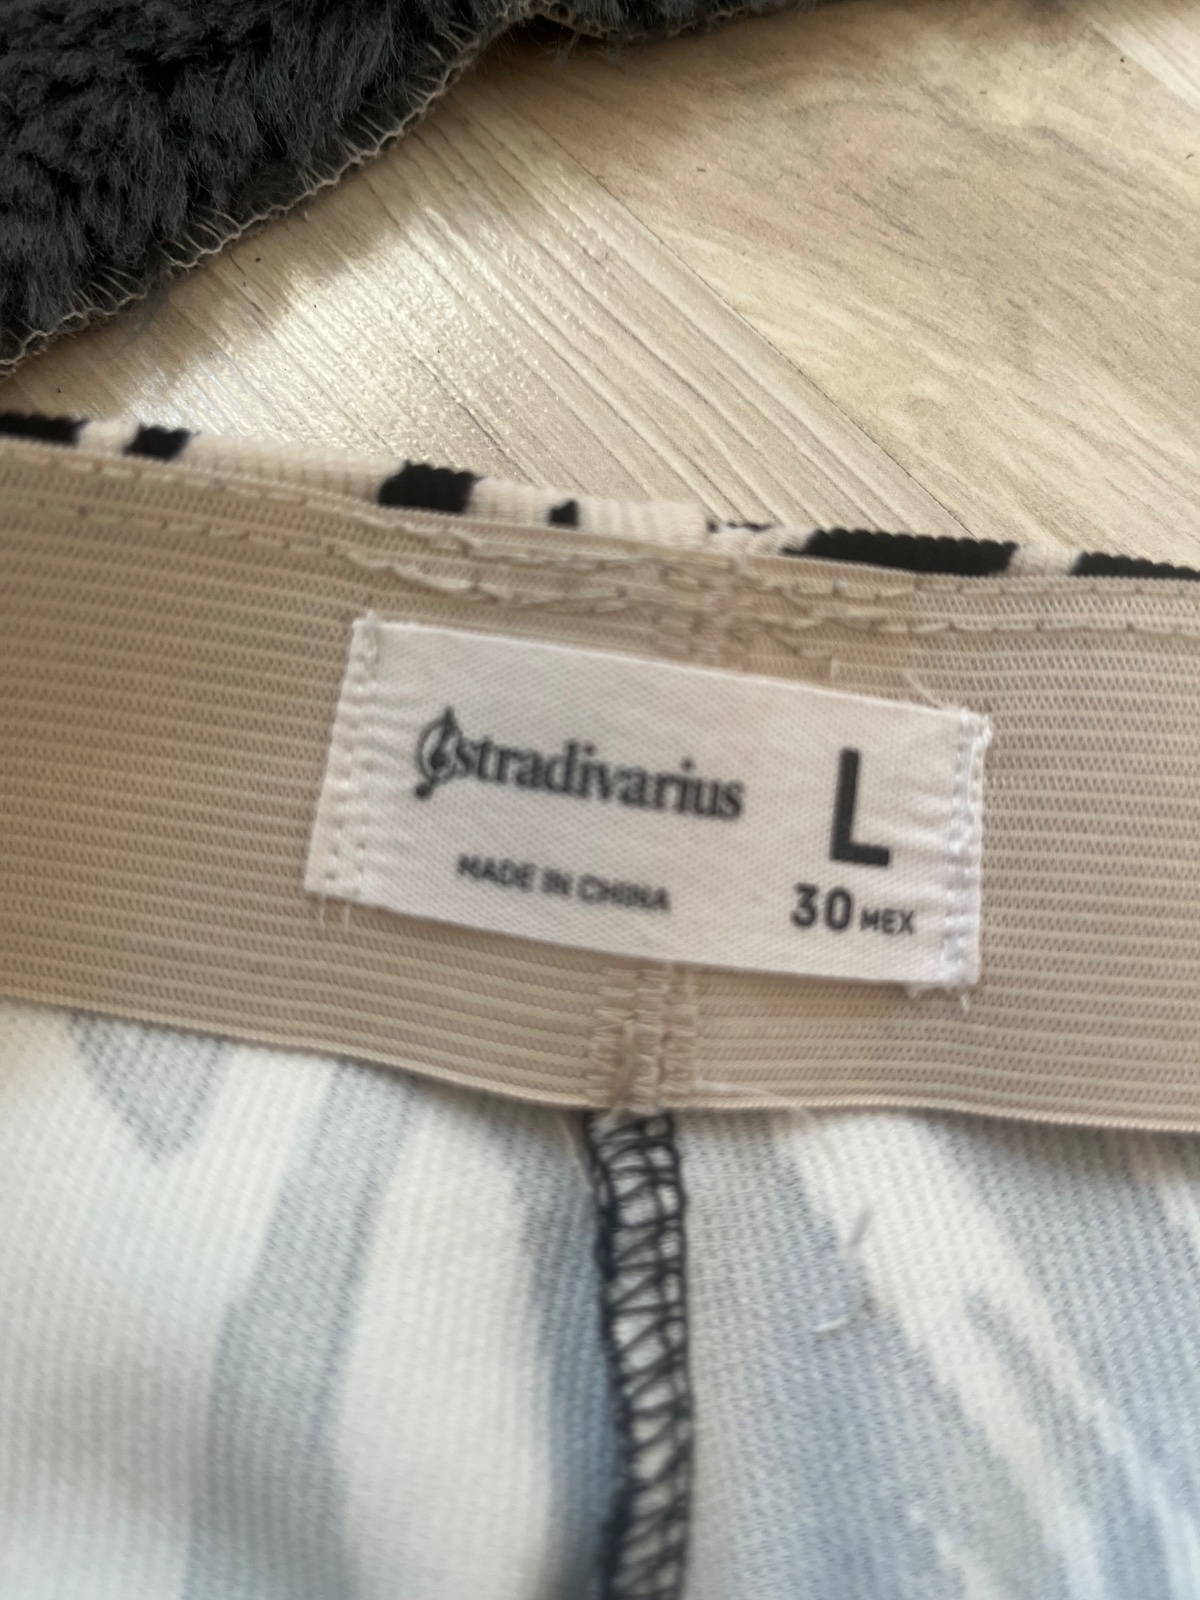 stradivarius
L
MADE IN CHINA
30 MEX